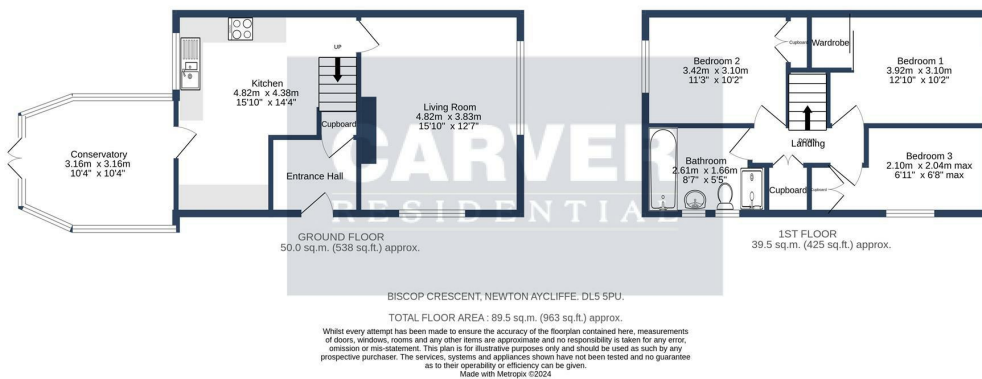 Conservatory
3.16m x 3.16m
10'4" x 10'4"
Kitchen
4.82m x 4.38m
15'10" x 14'4"
UP
Cupboard
Entrance Hall
Living Room
4.82m x 3.83m
15'10" x 12'7"
GROUND FLOOR
50.0 sq.m. (538 sq.ft.) approx.
CARVER
RESIDENTIAL
Bedroom 2
3.42m x 3.10m
11'3" x 10'2"
Cupboard
Wardrobe
Bedroom 1
3.92m x 3.10m
12'10" x 10'2"
DOWN
Landing
Bathroom
2.61m x 1.66m
8'7" x 5'5"
Cupboard
Cupboard
Bedroom 3
2.10m x 2.04m max
6'11" x 6'8" max
1ST FLOOR
39.5 sq.m. (425 sq.ft.) approx.
BISCOP CRESCENT, NEWTON AYCLIFFE. DL5 5PU.
TOTAL FLOOR AREA : 89.5 sq.m. (963 sq.ft.) approx.
Whilst every attempt has been made to ensure the accuracy of the floorplan contained here, measurements
of doors, windows, rooms and any other items are approximate and no responsibility is taken for any error,
omission or mis-statement. This plan is for illustrative purposes only and should be used as such by any
prospective purchaser. The services, systems and appliances shown have not been tested and no guarantee
as to their operability or efficiency can be given.
Made with Metropix ©2024